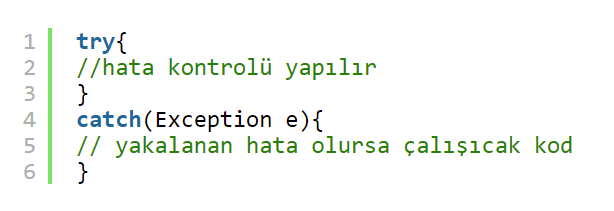 1 try{
2 //hata kontrolü yapılır
3 }
4 catch(Exception e){
5 // yakalanan hata olursa çalışıcak kod
6 }